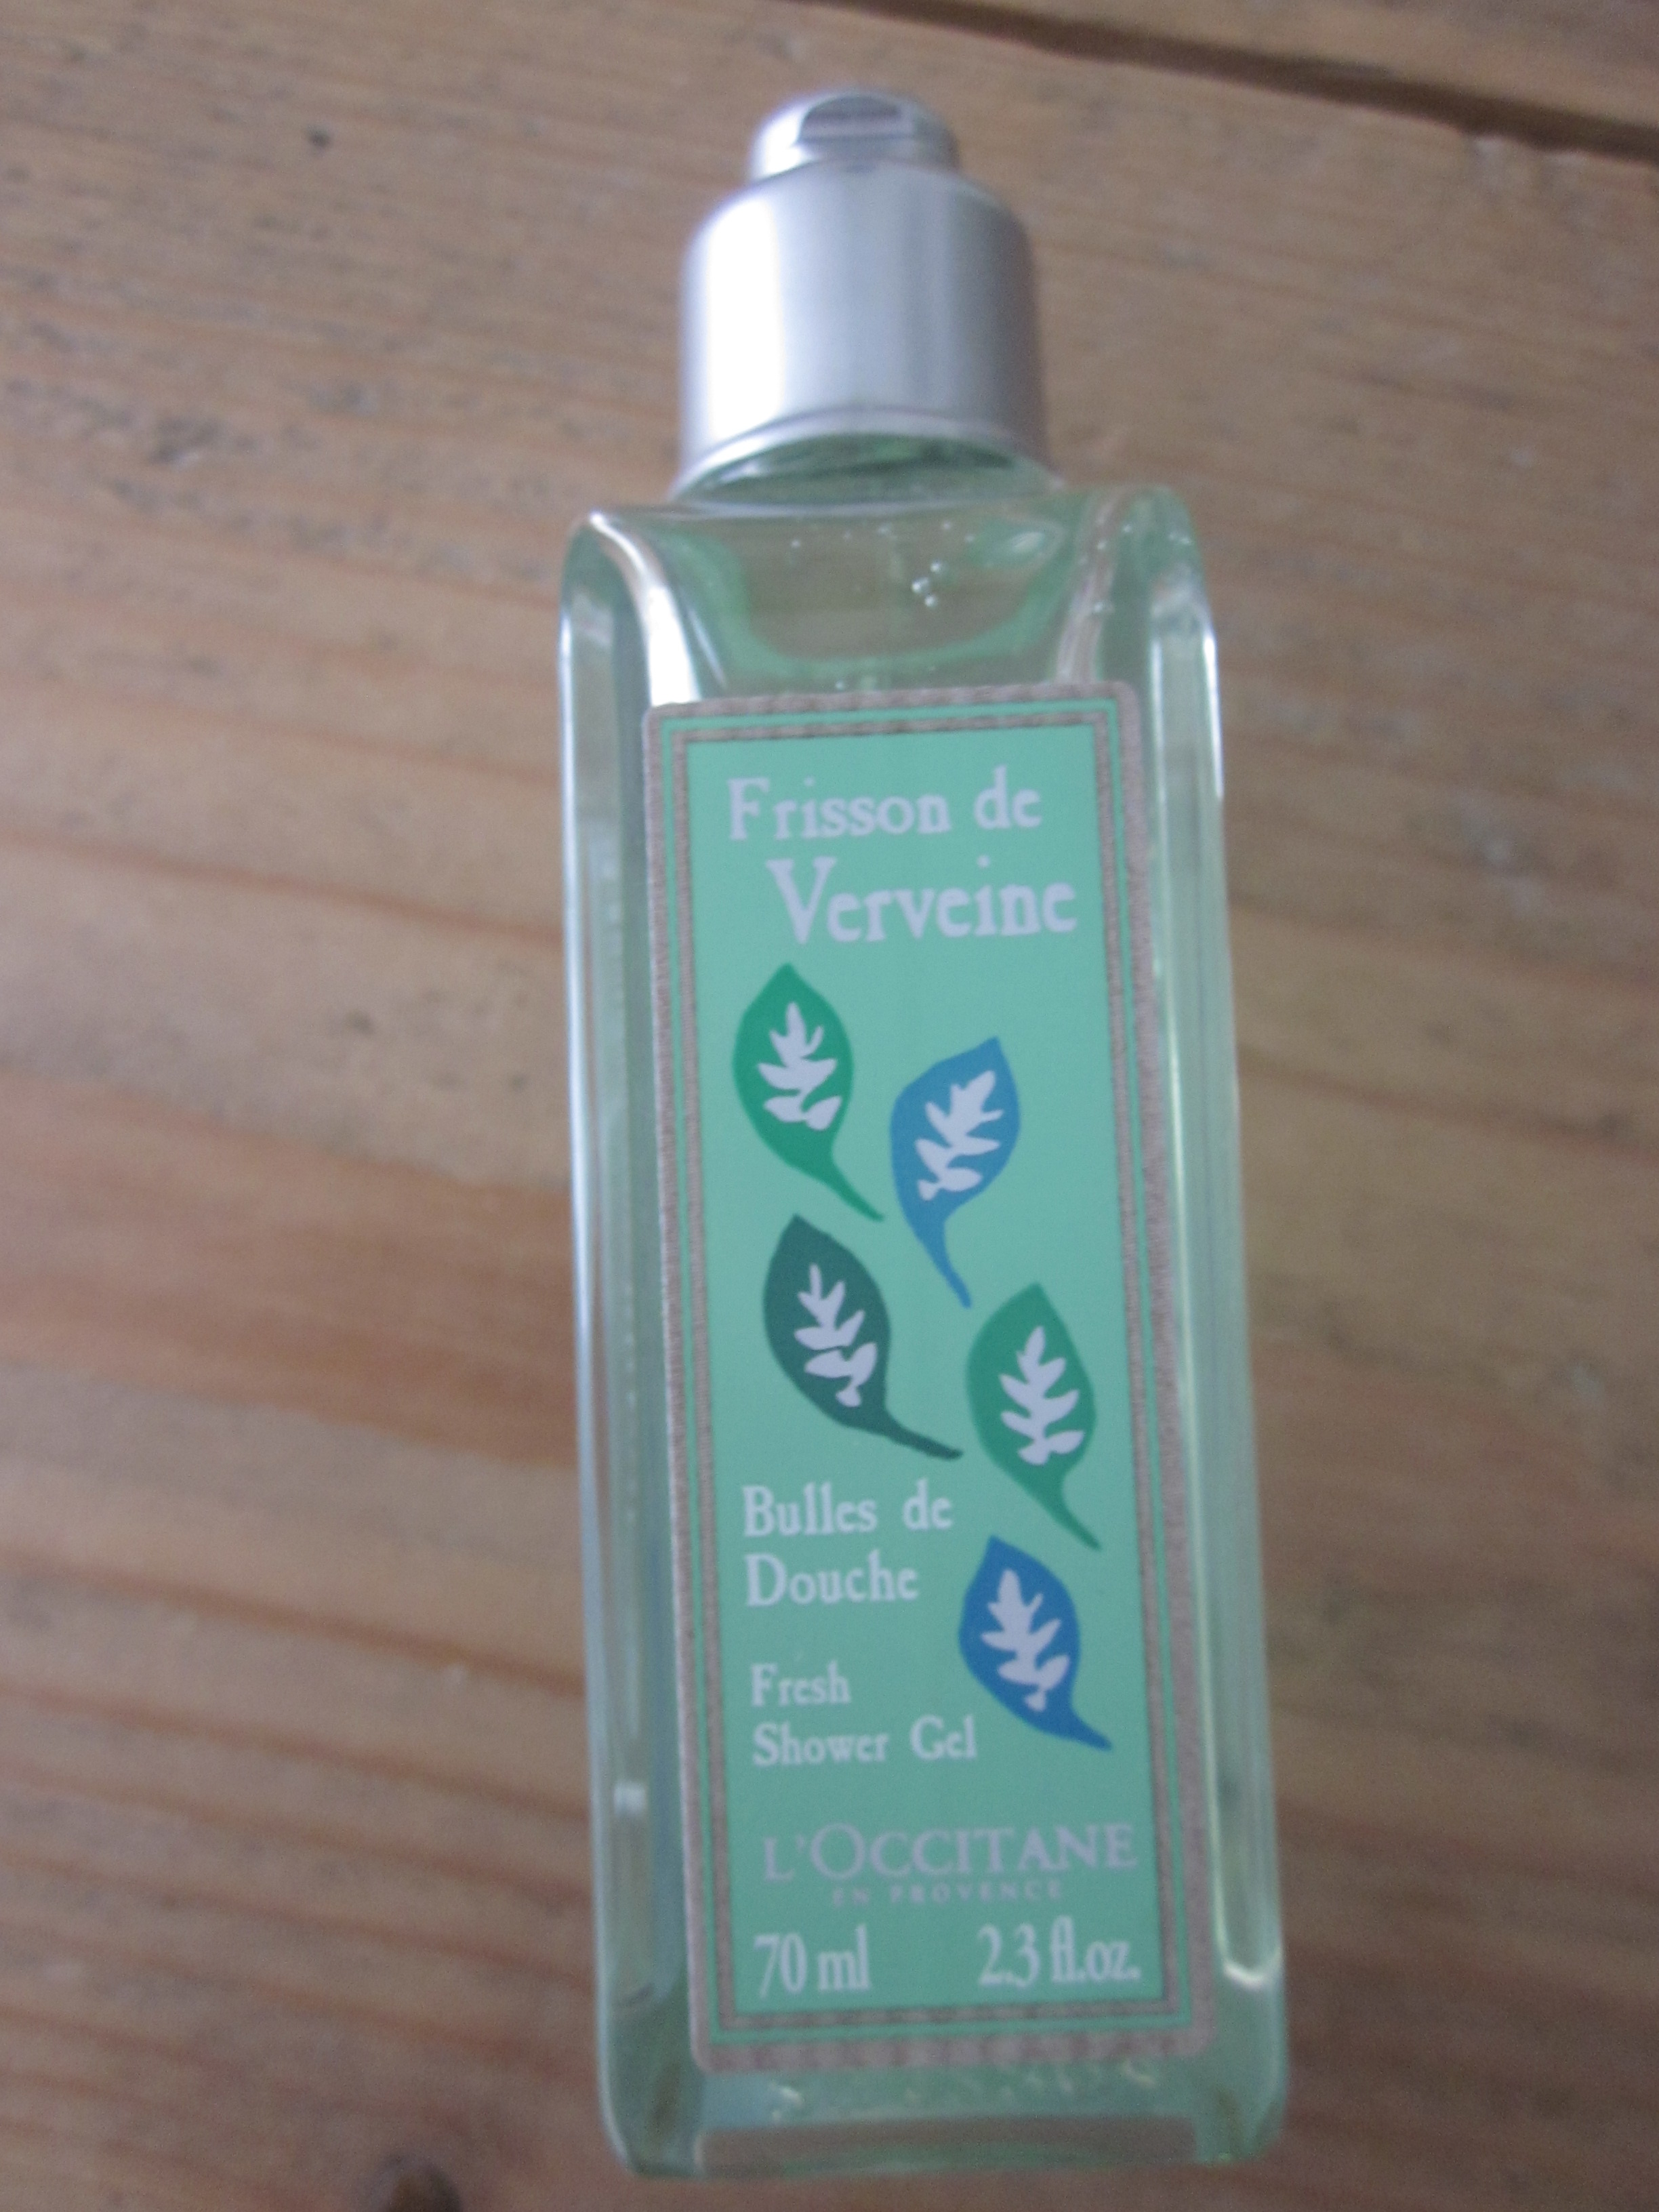 Frisson de
Verveine
Bulles de
Douche
Fresh
Shower Gel
L'OCCITANE
EN PROVENCE
70 ml 2.3 fl.oz.